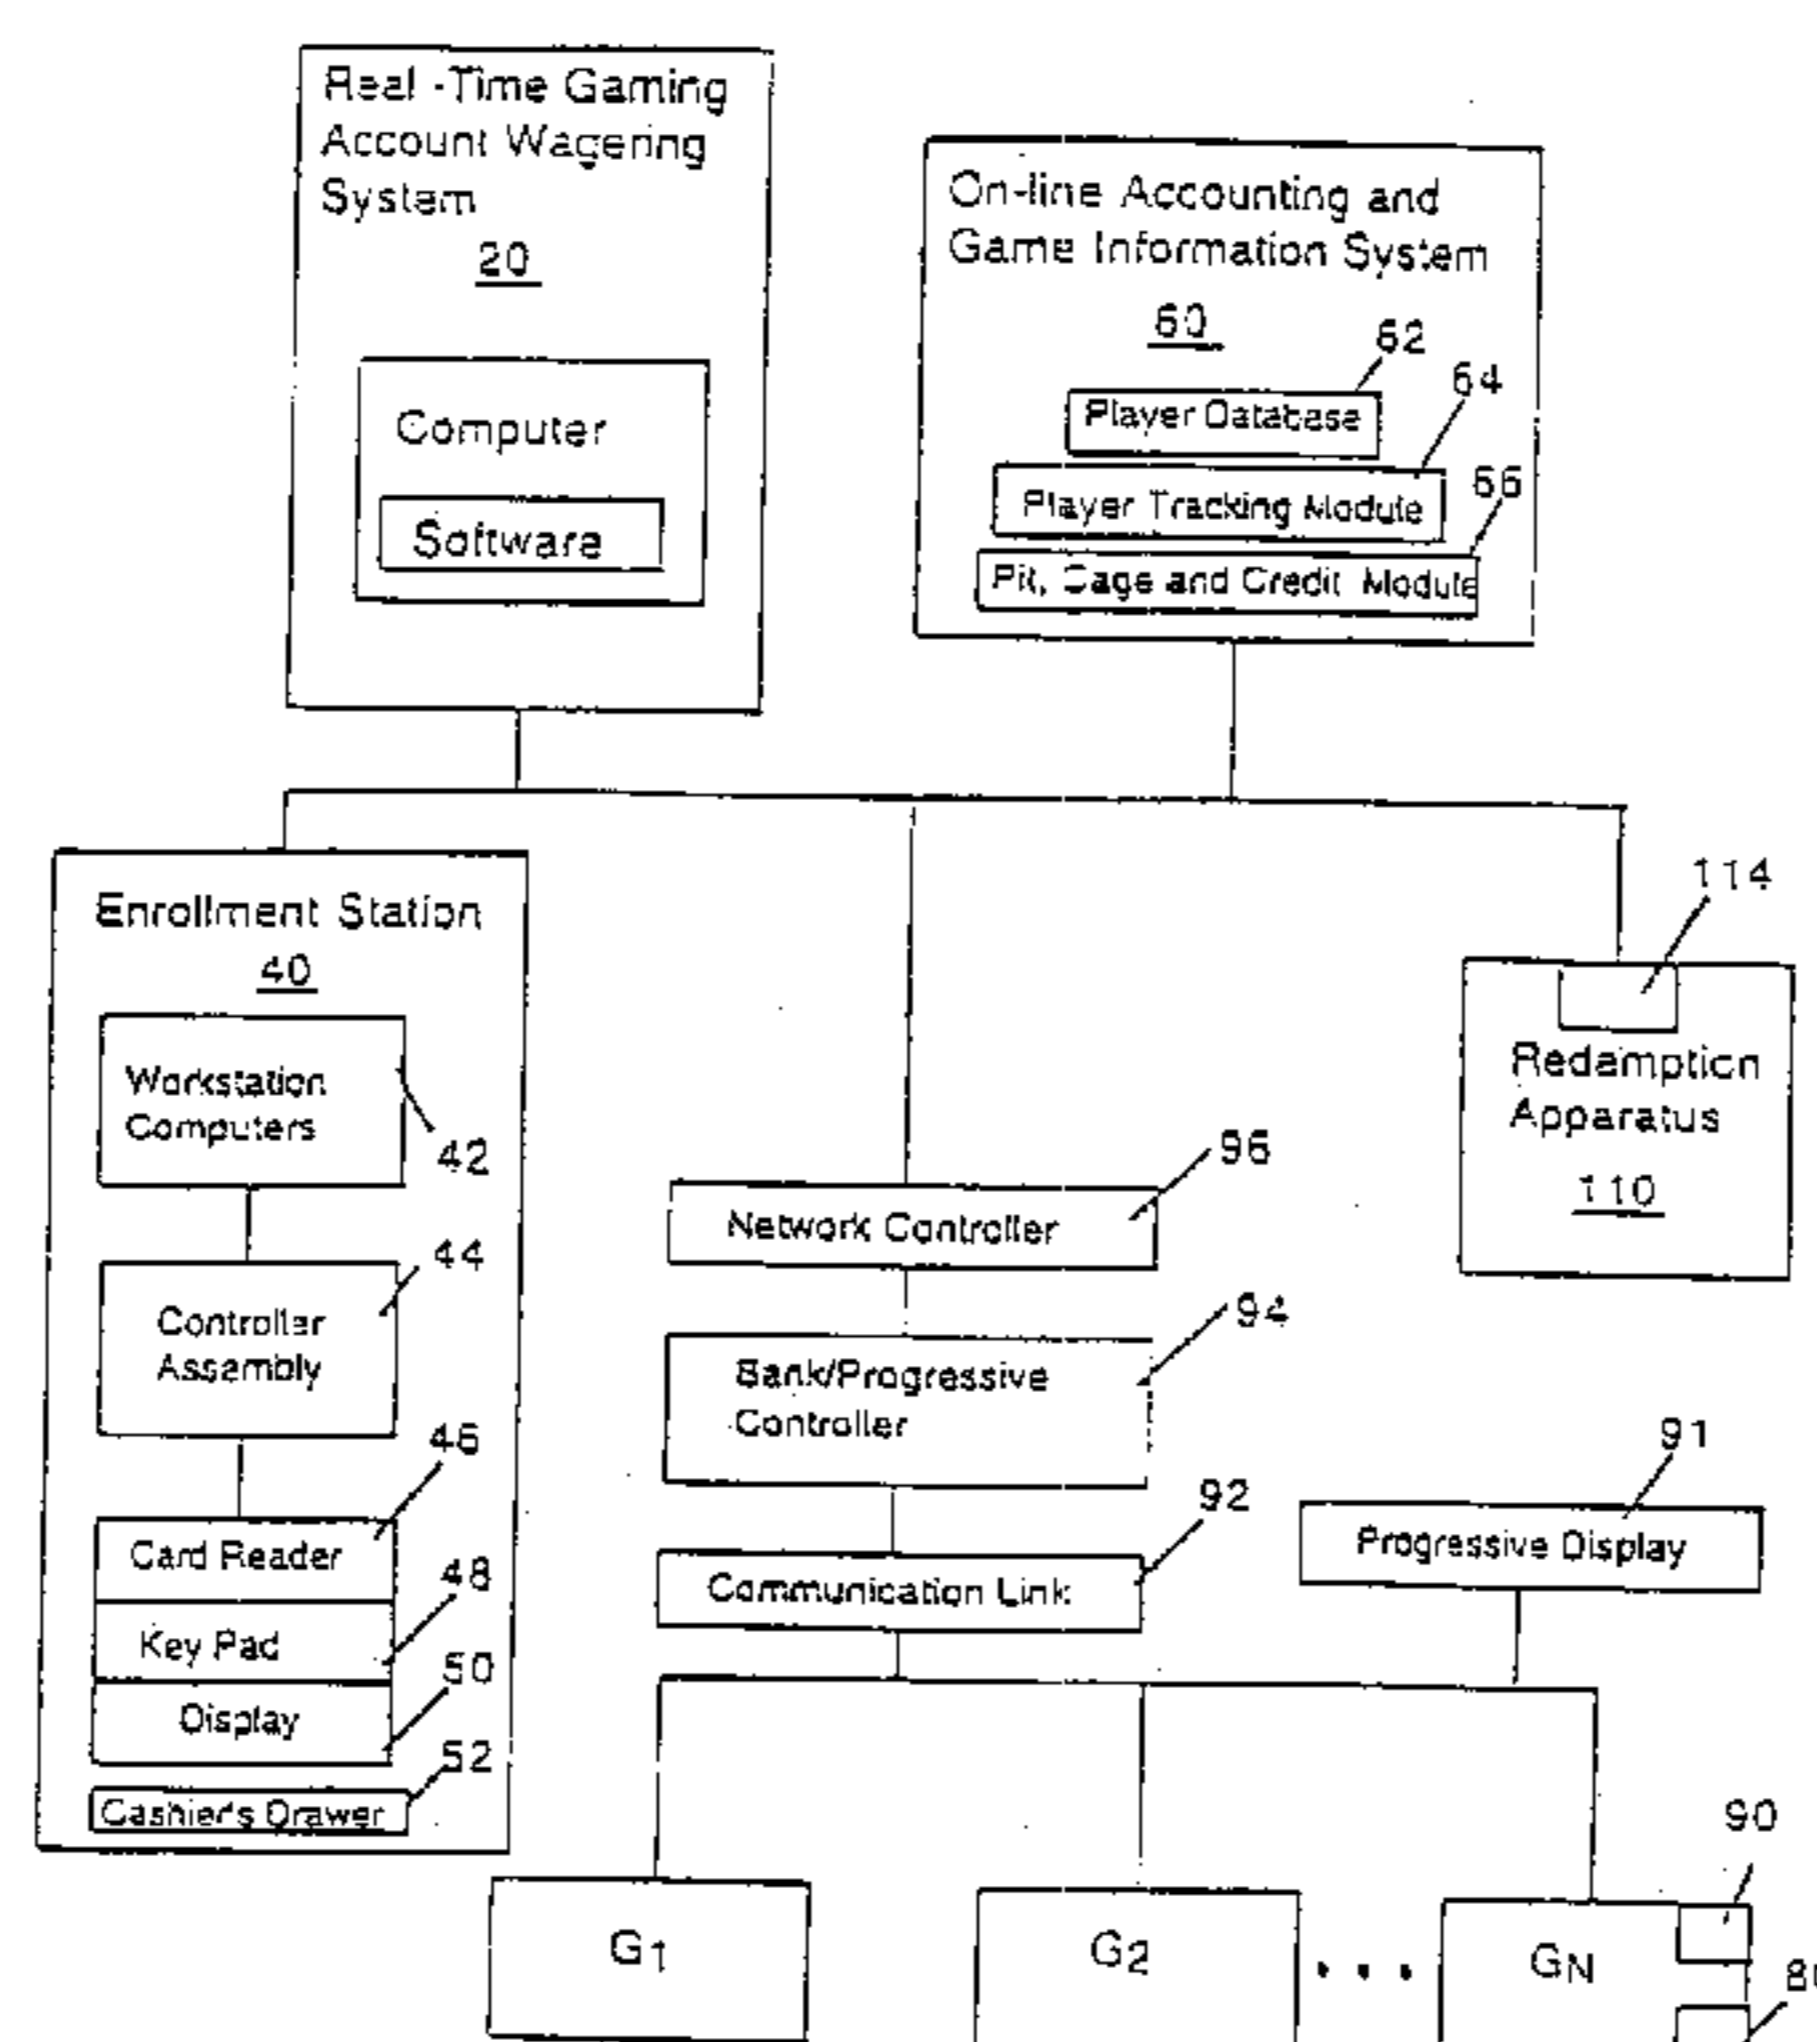 Real-Time Gaming
Account Wagering
System
20
Computer
Software
On-line Accounting and
Game Information System
60
62
Player Database
64
Player Tracking Module
66
Pit, Cage and Credit Module
Enrollment Station
40
Workstation
Computers
42
44
Controller
Assembly
46
Card Reader
48
Key Pad
50
Display
52
Cashier's Drawer
114
Redemption
Apparatus
110
96
Network Controller
94
Bank/Progressive
Controller
92
Communication Link
91
Progressive Display
G1
G2
• • •
GN
90